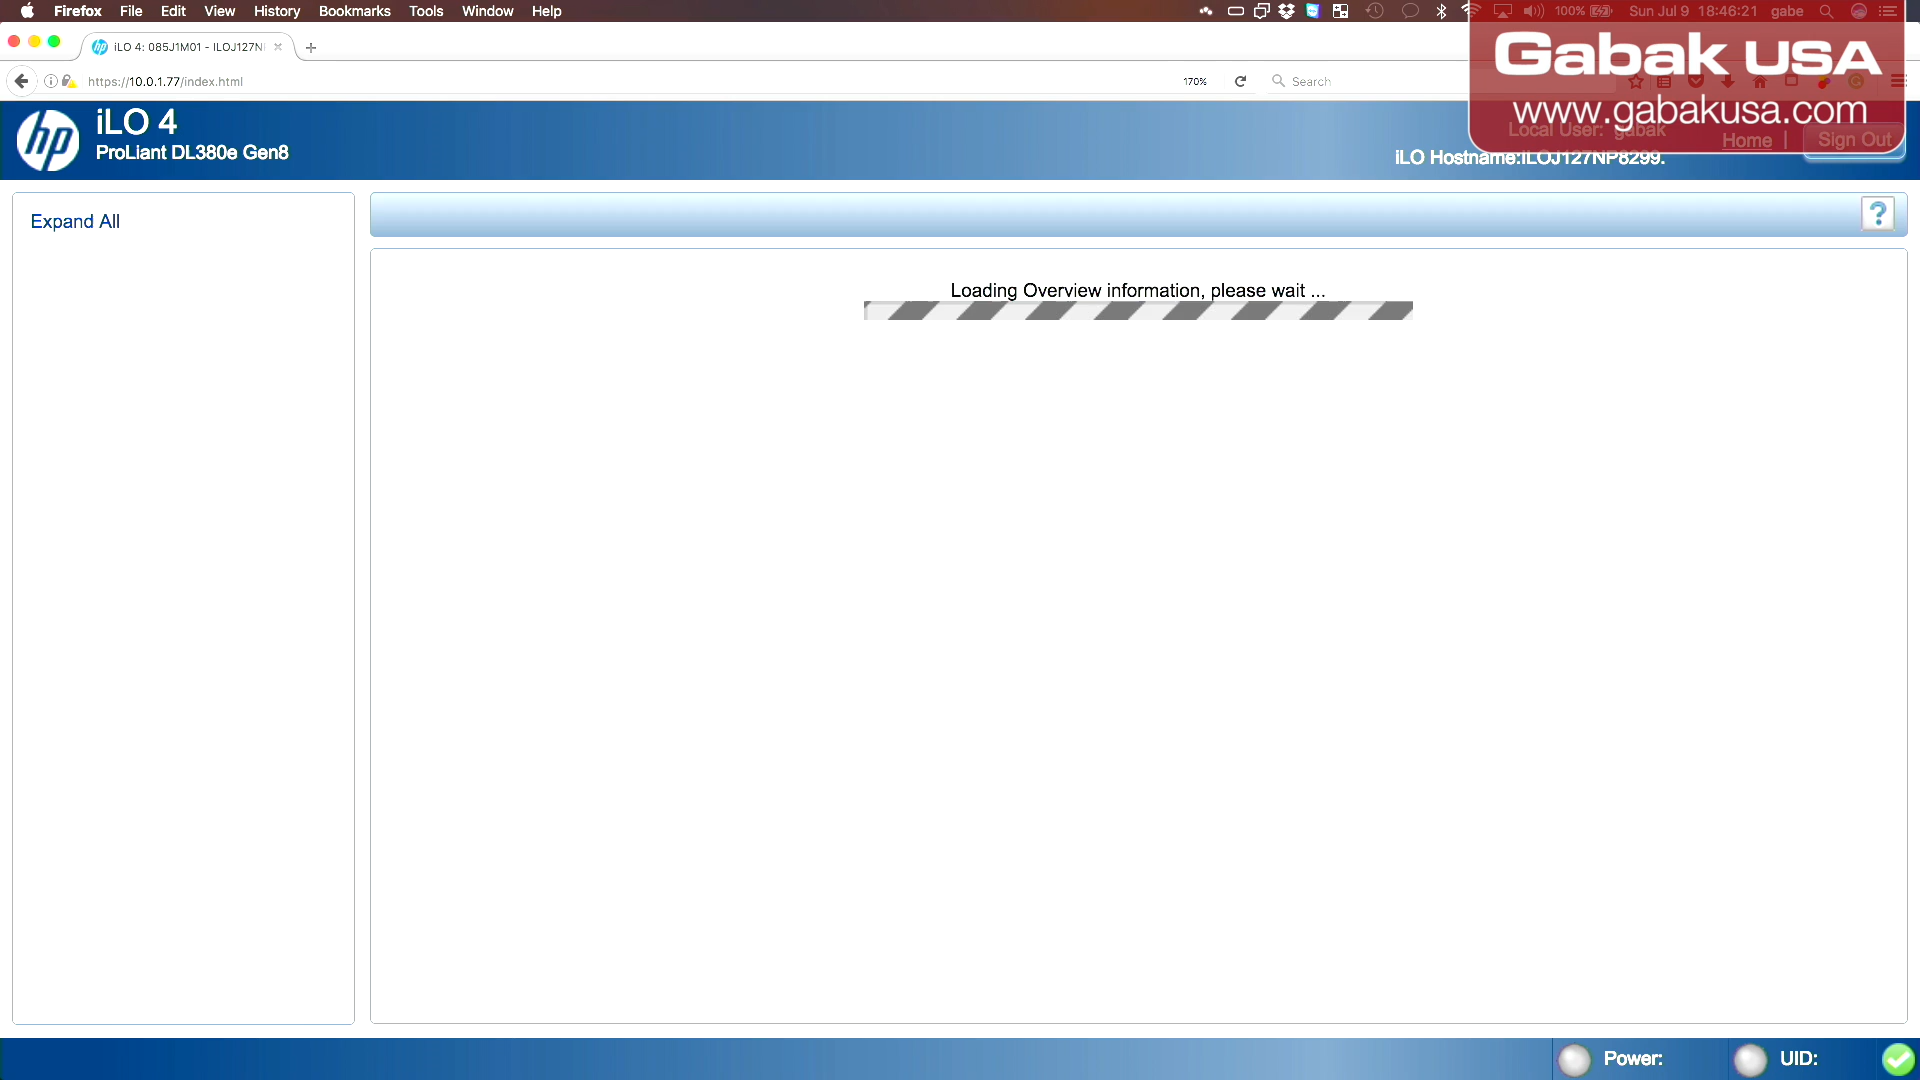 Firefox File Edit View History Bookmarks Tools Window Help
100% Sun Jul 9 18:46:21 gabe
iLO 4: 085J1M01 - ILOJ127N
https://10.0.1.77/index.html
170%
Search
Gabak USA
www.gabakusa.com
hp
iLO 4
ProLiant DL380e Gen8
Local User: gabak
Home | Sign Out
iLO Hostname:ILOJ127NP8299.
Expand All
?
Loading Overview information, please wait ...
Power:
UID: